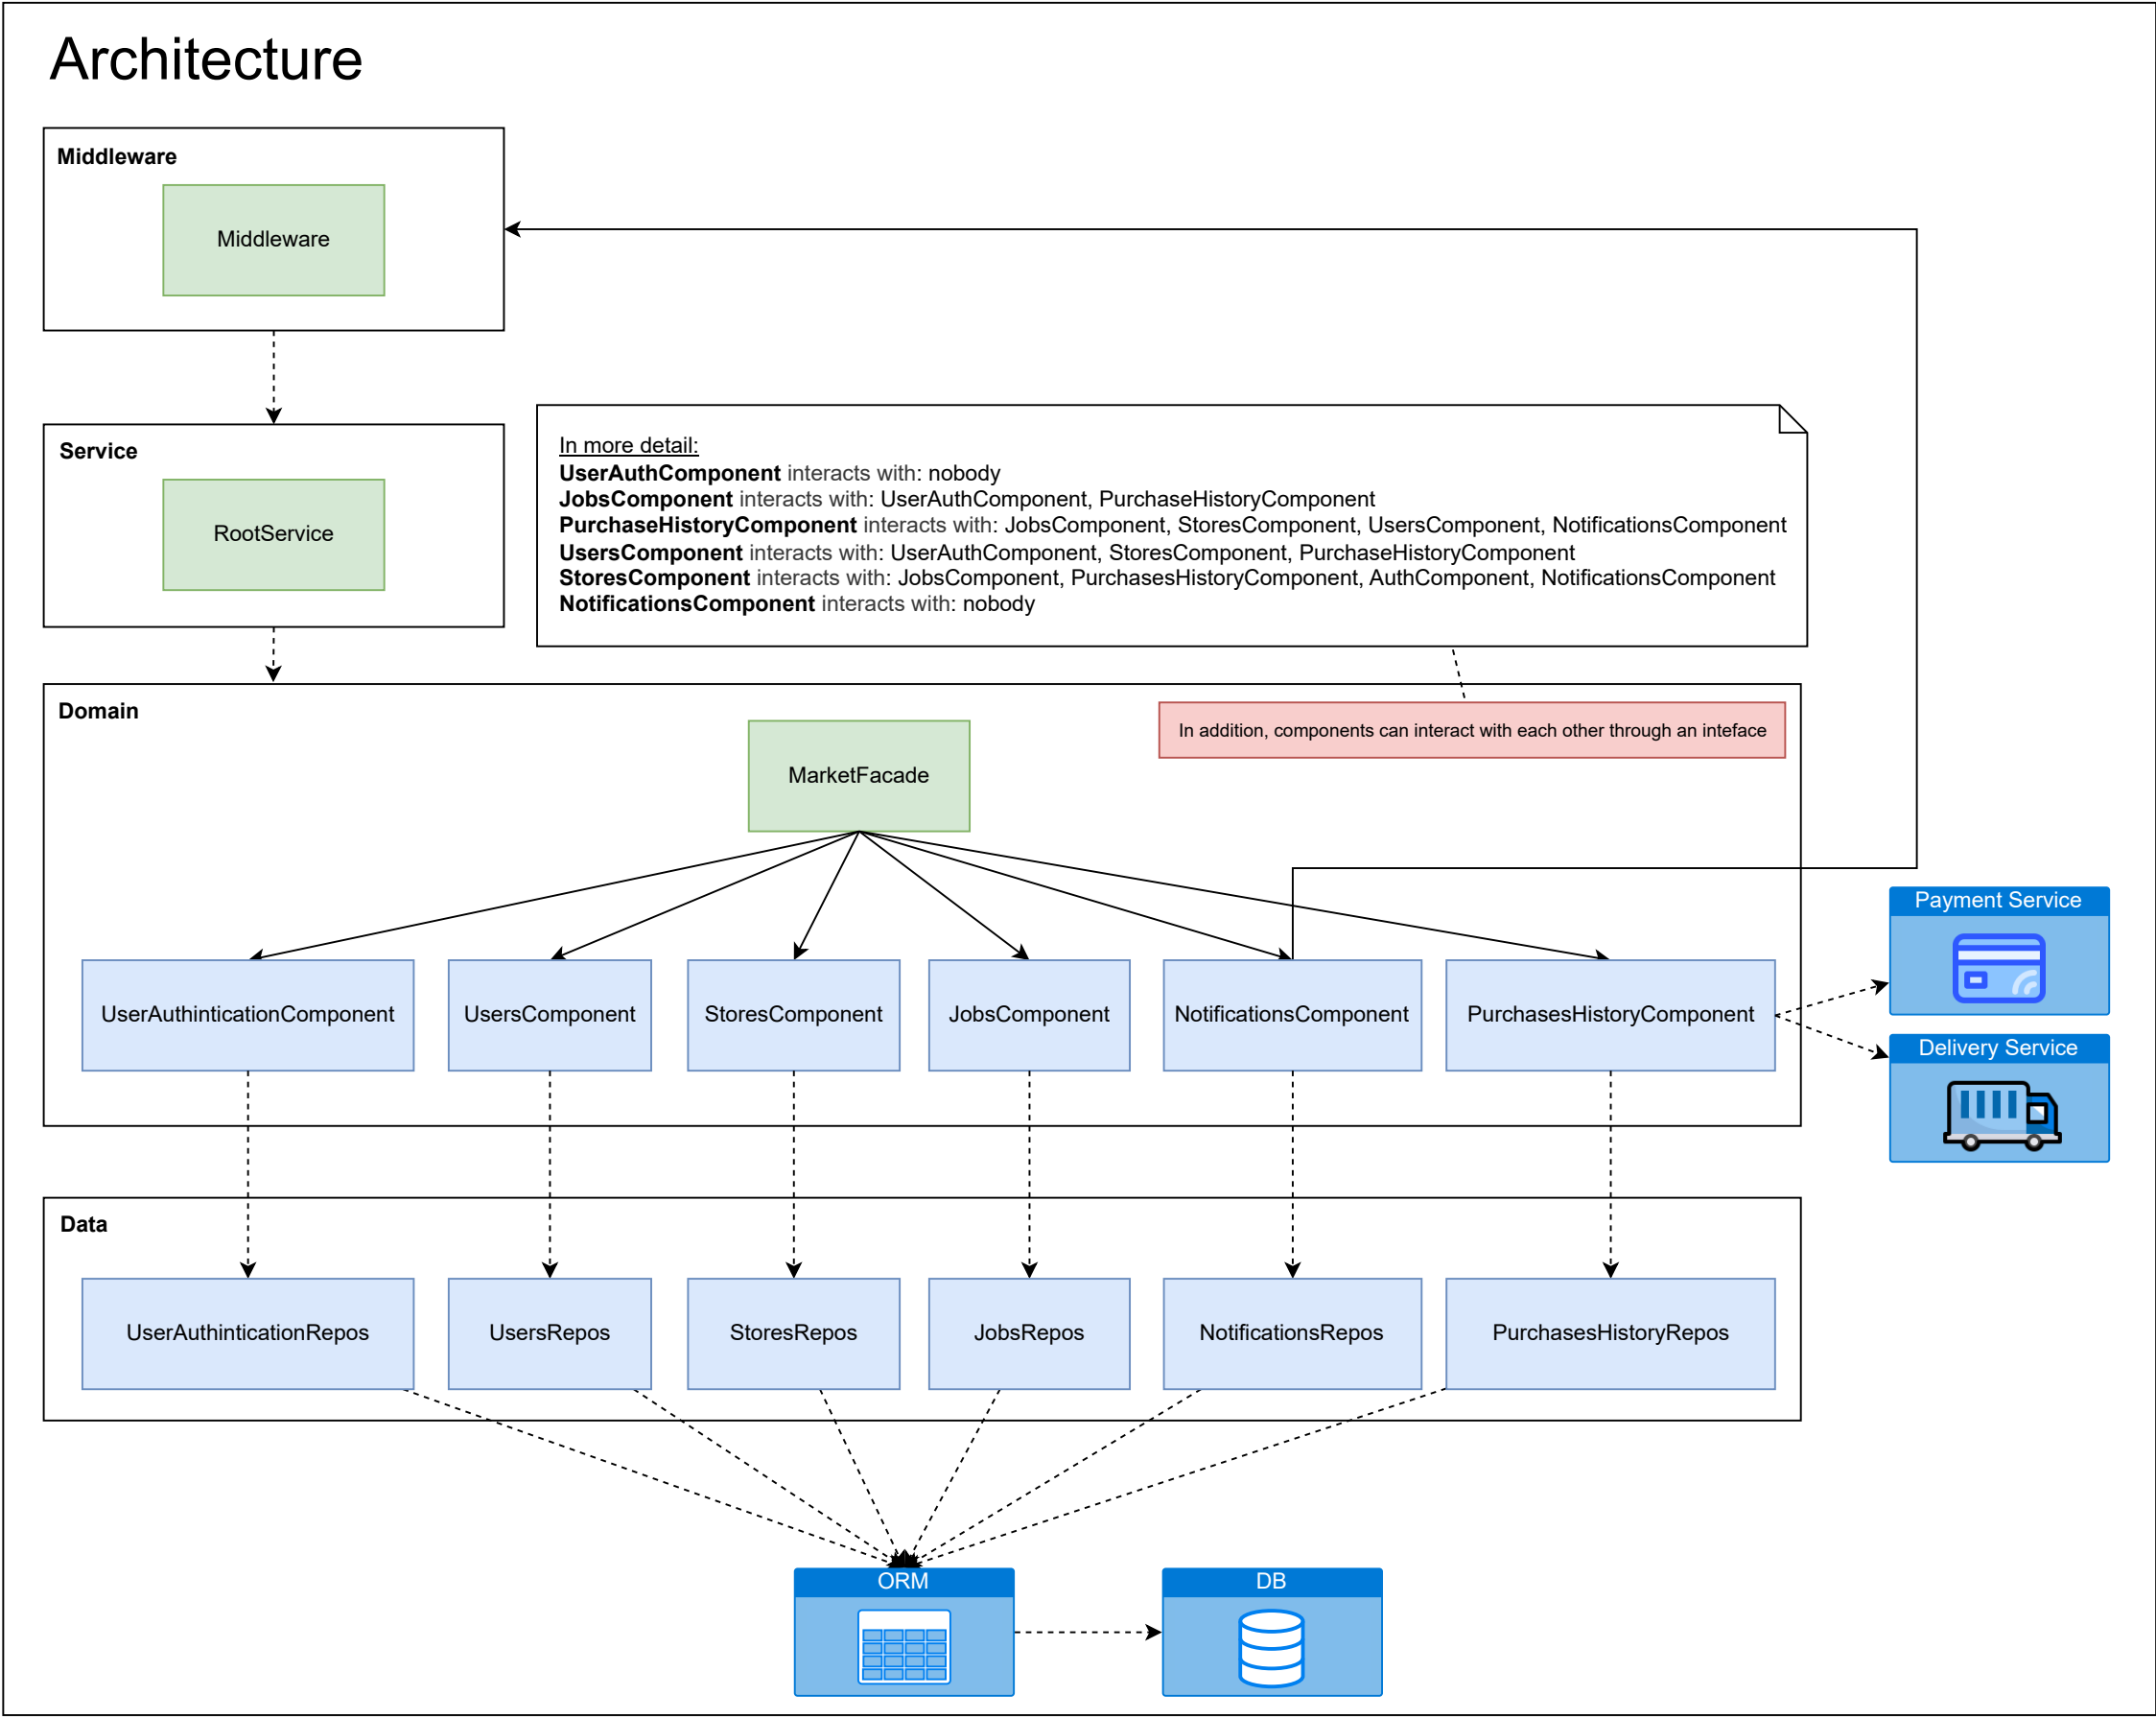 Architecture
Middleware
Middleware
Service
RootService
In more detail:
UserAuthComponent interacts with: nobody
JobsComponent interacts with: UserAuthComponent, PurchaseHistoryComponent
PurchaseHistoryComponent interacts with: JobsComponent, StoresComponent, UsersComponent, NotificationsComponent
UsersComponent interacts with: UserAuthComponent, StoresComponent, PurchaseHistoryComponent
StoresComponent interacts with: JobsComponent, PurchasesHistoryComponent, AuthComponent, NotificationsComponent
NotificationsComponent interacts with: nobody
Domain
In addition, components can interact with each other through an inteface
MarketFacade
UserAuthinticationComponent
UsersComponent
StoresComponent
JobsComponent
NotificationsComponent
PurchasesHistoryComponent
Payment Service
Delivery Service
Data
UserAuthinticationRepos
UsersRepos
StoresRepos
JobsRepos
NotificationsRepos
PurchasesHistoryRepos
ORM
DB